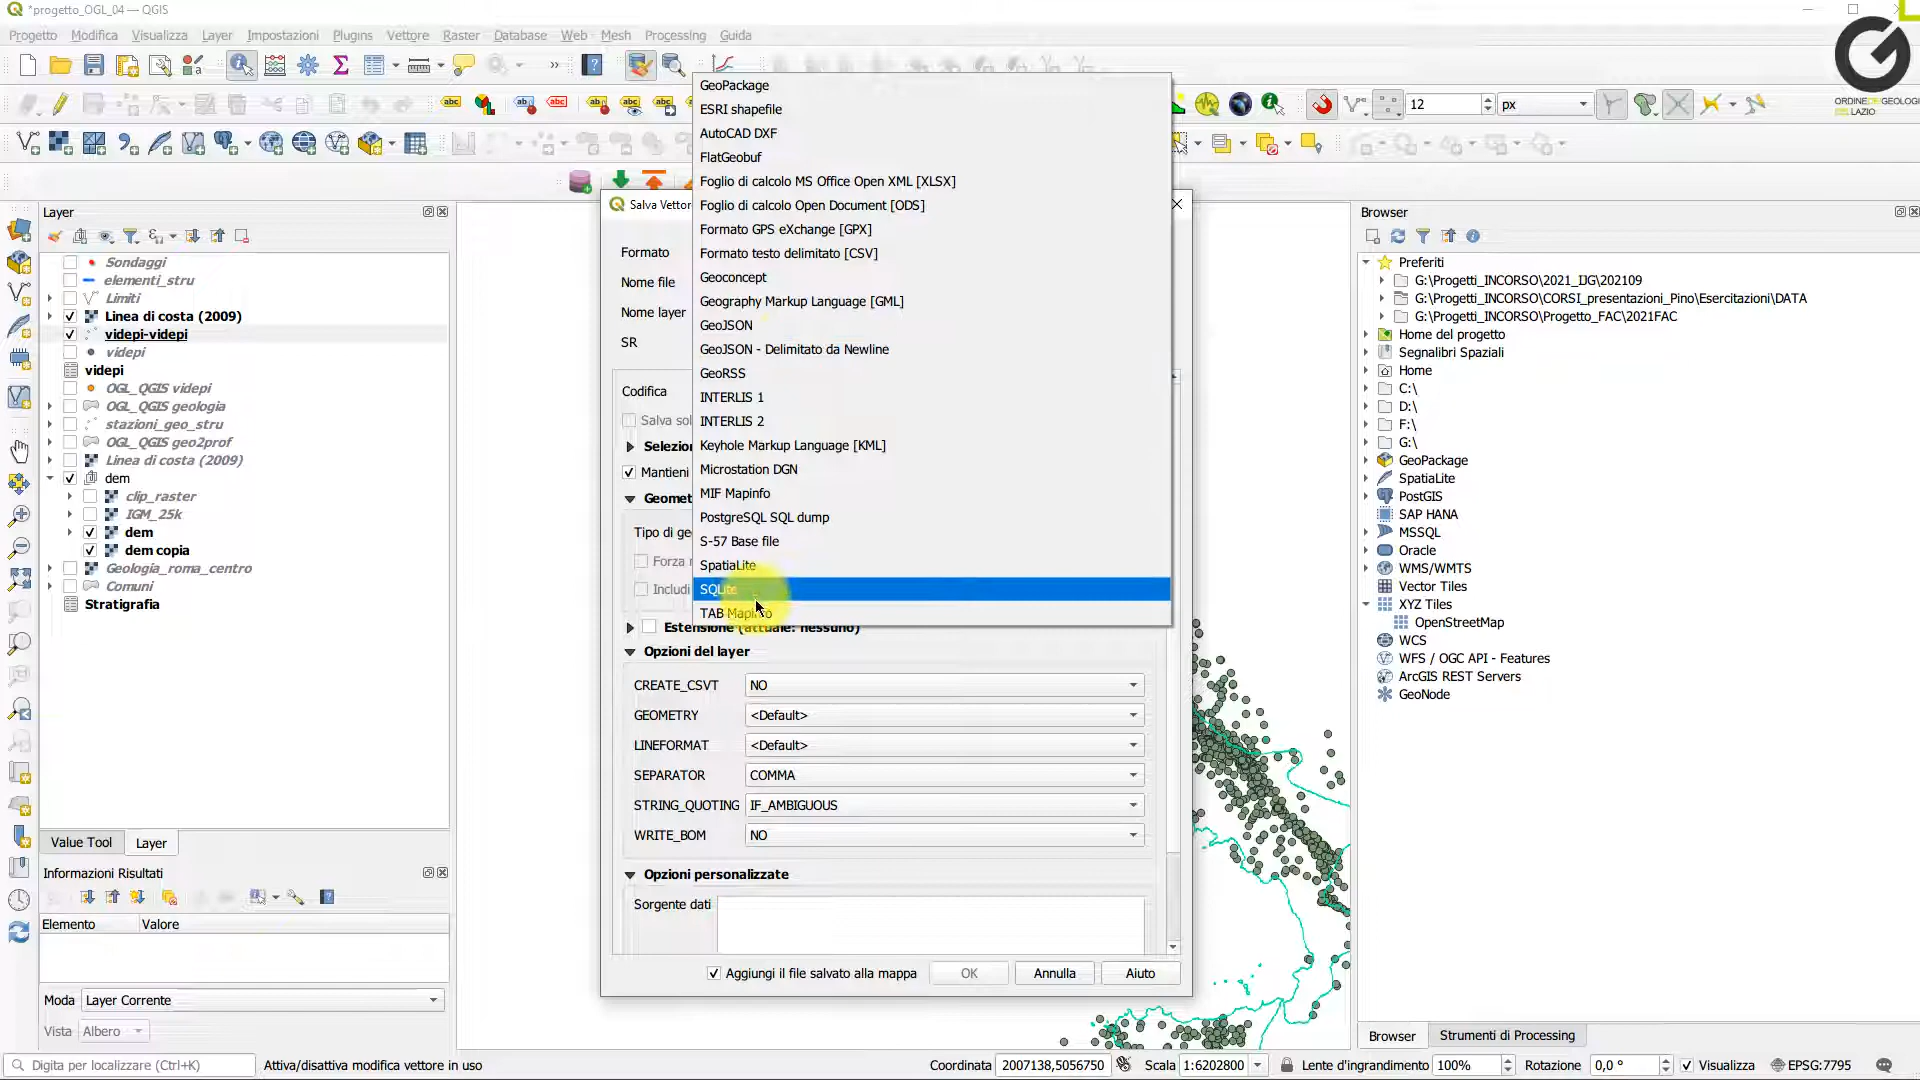 *progetto_OGL_04 — QGIS
Progetto Modifica Visualizza Layer Impostazioni Plugins Vettore Raster Database Web Mesh Processing Guida
12 px
ORDINE DEI GEOLOGI
LAZIO
Layer
Sondaggi
elementi_stru
Limiti
Linea di costa (2009)
videpi-videpi
videpi
videpi
OGL_QGIS videpi
OGL_QGIS geologia
stazioni_geo_stru
OGL_QGIS geo2prof
Linea di costa (2009)
dem
clip_raster
IGM_25k
dem
dem copia
Geologia_roma_centro
Comuni
Stratigrafia
Value Tool Layer
Informazioni Risultati
Elemento Valore
Moda Layer Corrente
Vista Albero
GeoPackage
ESRI shapefile
AutoCAD DXF
FlatGeobuf
Foglio di calcolo MS Office Open XML [XLSX]
Foglio di calcolo Open Document [ODS]
Formato GPS eXchange [GPX]
Formato testo delimitato [CSV]
Geoconcept
Geography Markup Language [GML]
GeoJSON
GeoJSON - Delimitato da Newline
GeoRSS
INTERLIS 1
INTERLIS 2
Keyhole Markup Language [KML]
Microstation DGN
MIF Mapinfo
PostgreSQL SQL dump
S-57 Base file
SpatiaLite
SQLite
TAB Mapinfo
Salva Vettor
Formato
Nome file
Nome layer
SR
Codifica
Salva sol
Selezion
Mantieni
Geomet
Tipo di ge
Forza
Includi
Estensione (attuale: nessuno)
Opzioni del layer
CREATE_CSVT NO
GEOMETRY <Default>
LINEFORMAT <Default>
SEPARATOR COMMA
STRING_QUOTING IF_AMBIGUOUS
WRITE_BOM NO
Opzioni personalizzate
Sorgente dati
Aggiungi il file salvato alla mappa OK Annulla Aiuto
Browser
Preferiti
G:\Progetti_INCORSO\2021_IJG\202109
G:\Progetti_INCORSO\CORSI_presentazioni_Pino\Esercitazioni\DATA
G:\Progetti_INCORSO\Progetto_FAC\2021FAC
Home del progetto
Segnalibri Spaziali
Home
C:\
D:\
F:\
G:\
GeoPackage
SpatiaLite
PostGIS
SAP HANA
MSSQL
Oracle
WMS/WMTS
Vector Tiles
XYZ Tiles
OpenStreetMap
WCS
WFS / OGC API - Features
ArcGIS REST Servers
GeoNode
Browser Strumenti di Processing
Digita per localizzare (Ctrl+K) Attiva/disattiva modifica vettore in uso Coordinata 2007138,5056750 Scala 1:6202800 Lente d'ingrandimento 100% Rotazione 0,0 ° Visualizza EPSG:7795